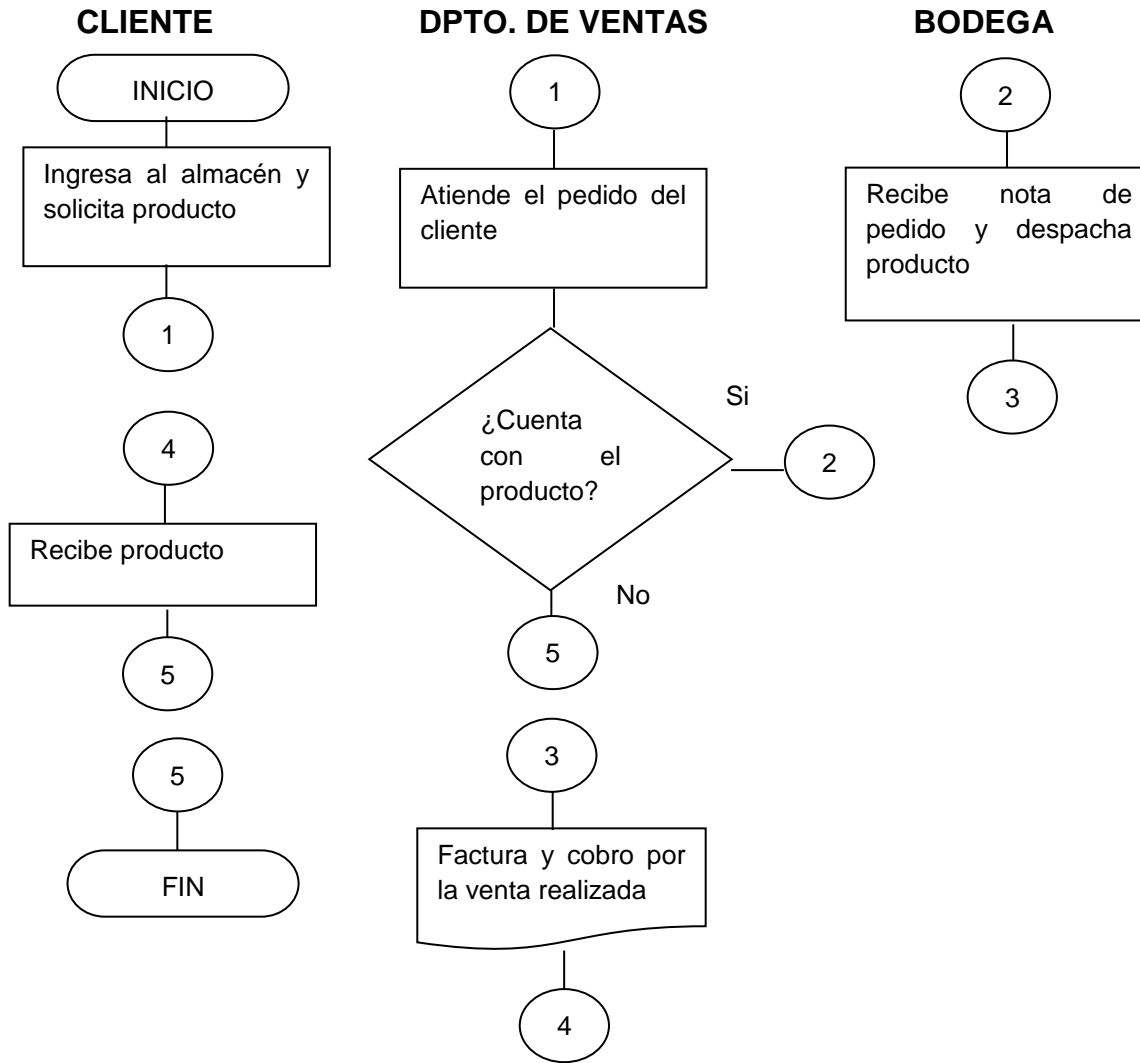 CLIENTE
INICIO
Ingresa al almacén y
solicita producto
1
4
Recibe producto
5
5
FIN
DPTO. DE VENTAS
1
Atiende el pedido del
cliente
¿Cuenta
con el
producto?
Si
2
No
5
3
Factura y cobro por
la venta realizada
4
BODEGA
2
Recibe nota de
pedido y despacha
producto
3